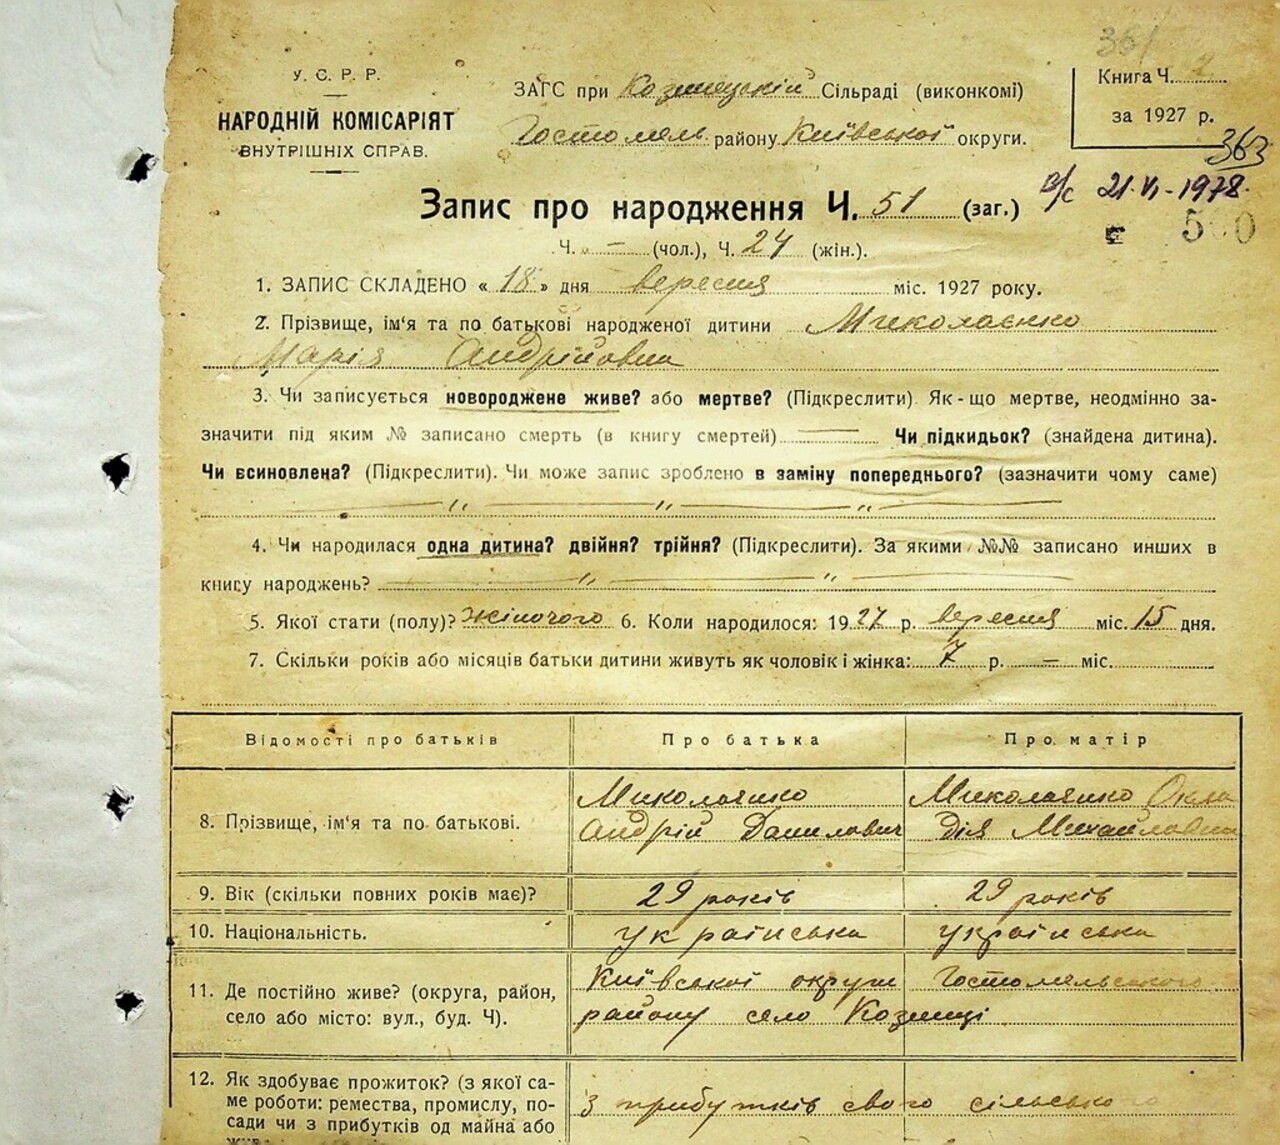 361
У. С. Р. Р.
НАРОДНІЙ КОМІСАРІЯТ
ВНУТРІШНІХ СПРАВ.
ЗАГС при Козинецькій Сільраді (виконкомі)
Гостомель району Київської округи.
Книга Ч.
за 1927 р.
363
Запис про народження Ч. 51 (заг.)
21-VI-1978.
Ч. – (чол.), Ч. 24 (жін.).
1. ЗАПИС СКЛАДЕНО « 18 » дня вересня міс. 1927 року.
2. Прізвище, ім'я та по батькові народженої дитини Миколаєнко
Марія Андрійовна
3. Чи записується новороджене живе? або мертве? (Підкреслити). Як-що мертве, неодмінно за-
значити під яким № записано смерть (в книгу смертей) — Чи підкидьок? (знайдена дитина).
Чи всиновлена? (Підкреслити). Чи може запис зроблено в заміну попереднього? (зазначити чому саме)
— „ — „ — „ —
4. Чи народилася одна дитина? двійня? трійня? (Підкреслити). За якими №№ записано инших в
книгу народжень? — „ — „ —
5. Якої стати (полу)? жіночого 6. Коли народилося: 1927 р. вересня міс. 15 дня.
7. Скільки років або місяців батьки дитини живуть як чоловік і жінка: 7 р. — міс.
Відомості про батьків Про батька Про матір
8. Прізвище, ім'я та по батькові.
Миколаєнко
Андрій Данилович
Миколаєнко Окла
дія Михайловна
9. Вік (скільки повних років має)? 29 років 29 років
10. Національність. українська українська
11. Де постійно живе? (округа, район,
село або місто: вул., буд. Ч).
Київської округи Гостомельського
району село Козинці
12. Як здобуває прожиток? (з якої са-
ме роботи: ремества, промислу, по-
сади чи з прибутків од майна або
з прибутків свого сільського